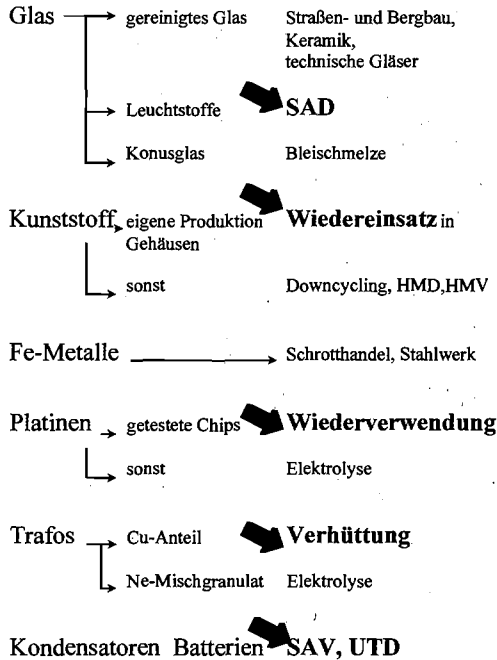 Glas gereinigtes Glas Straßen- und Bergbau,
Keramik,
technische Gläser
Leuchtstoffe SAD
Konusglas Bleischmelze
Kunststoff eigene Produktion Wiedereinsatz in
Gehäusen
sonst Downcycling, HMD,HMV
Fe-Metalle Schrotthandel, Stahlwerk
Platinen getestete Chips Wiederverwendung
sonst Elektrolyse
Trafos Cu-Anteil Verhüttung
Ne-Mischgranulat Elektrolyse
Kondensatoren Batterien SAV, UTD